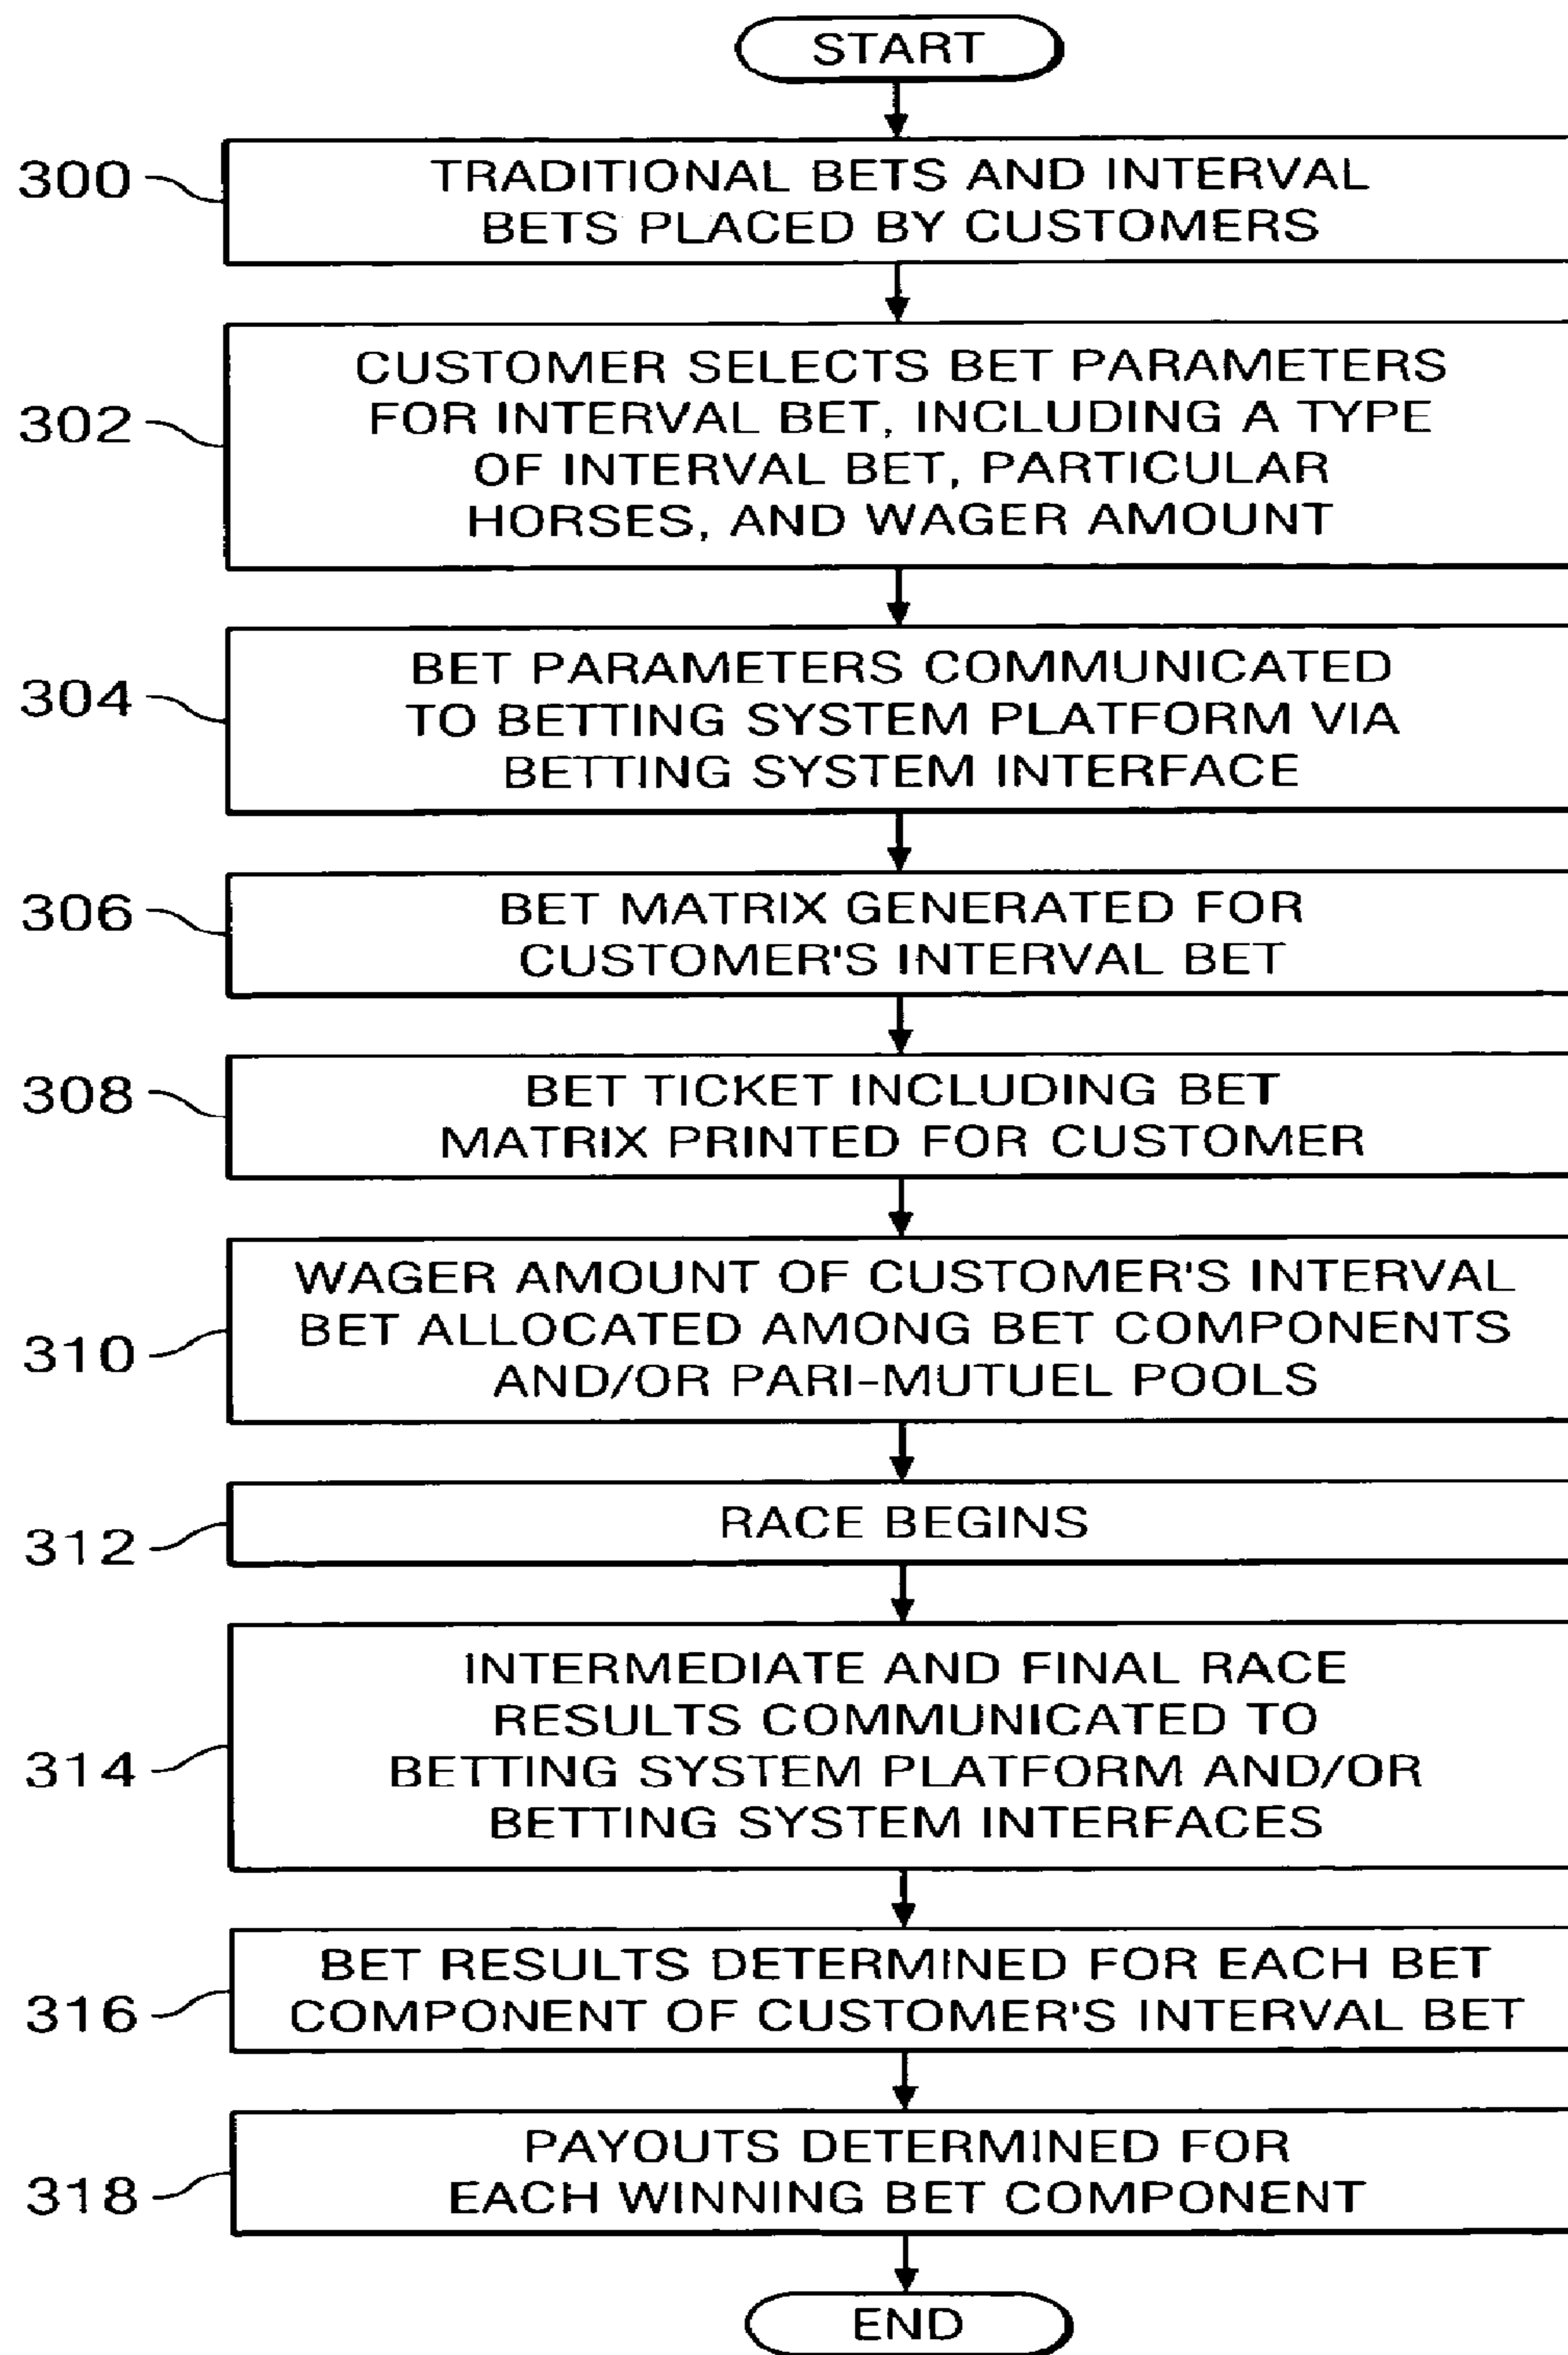 START
300
TRADITIONAL BETS AND INTERVAL
BETS PLACED BY CUSTOMERS
302
CUSTOMER SELECTS BET PARAMETERS
FOR INTERVAL BET, INCLUDING A TYPE
OF INTERVAL BET, PARTICULAR
HORSES, AND WAGER AMOUNT
304
BET PARAMETERS COMMUNICATED
TO BETTING SYSTEM PLATFORM VIA
BETTING SYSTEM INTERFACE
306
BET MATRIX GENERATED FOR
CUSTOMER'S INTERVAL BET
308
BET TICKET INCLUDING BET
MATRIX PRINTED FOR CUSTOMER
310
WAGER AMOUNT OF CUSTOMER'S INTERVAL
BET ALLOCATED AMONG BET COMPONENTS
AND/OR PARI-MUTUEL POOLS
312
RACE BEGINS
314
INTERMEDIATE AND FINAL RACE
RESULTS COMMUNICATED TO
BETTING SYSTEM PLATFORM AND/OR
BETTING SYSTEM INTERFACES
316
BET RESULTS DETERMINED FOR EACH BET
COMPONENT OF CUSTOMER'S INTERVAL BET
318
PAYOUTS DETERMINED FOR
EACH WINNING BET COMPONENT
END